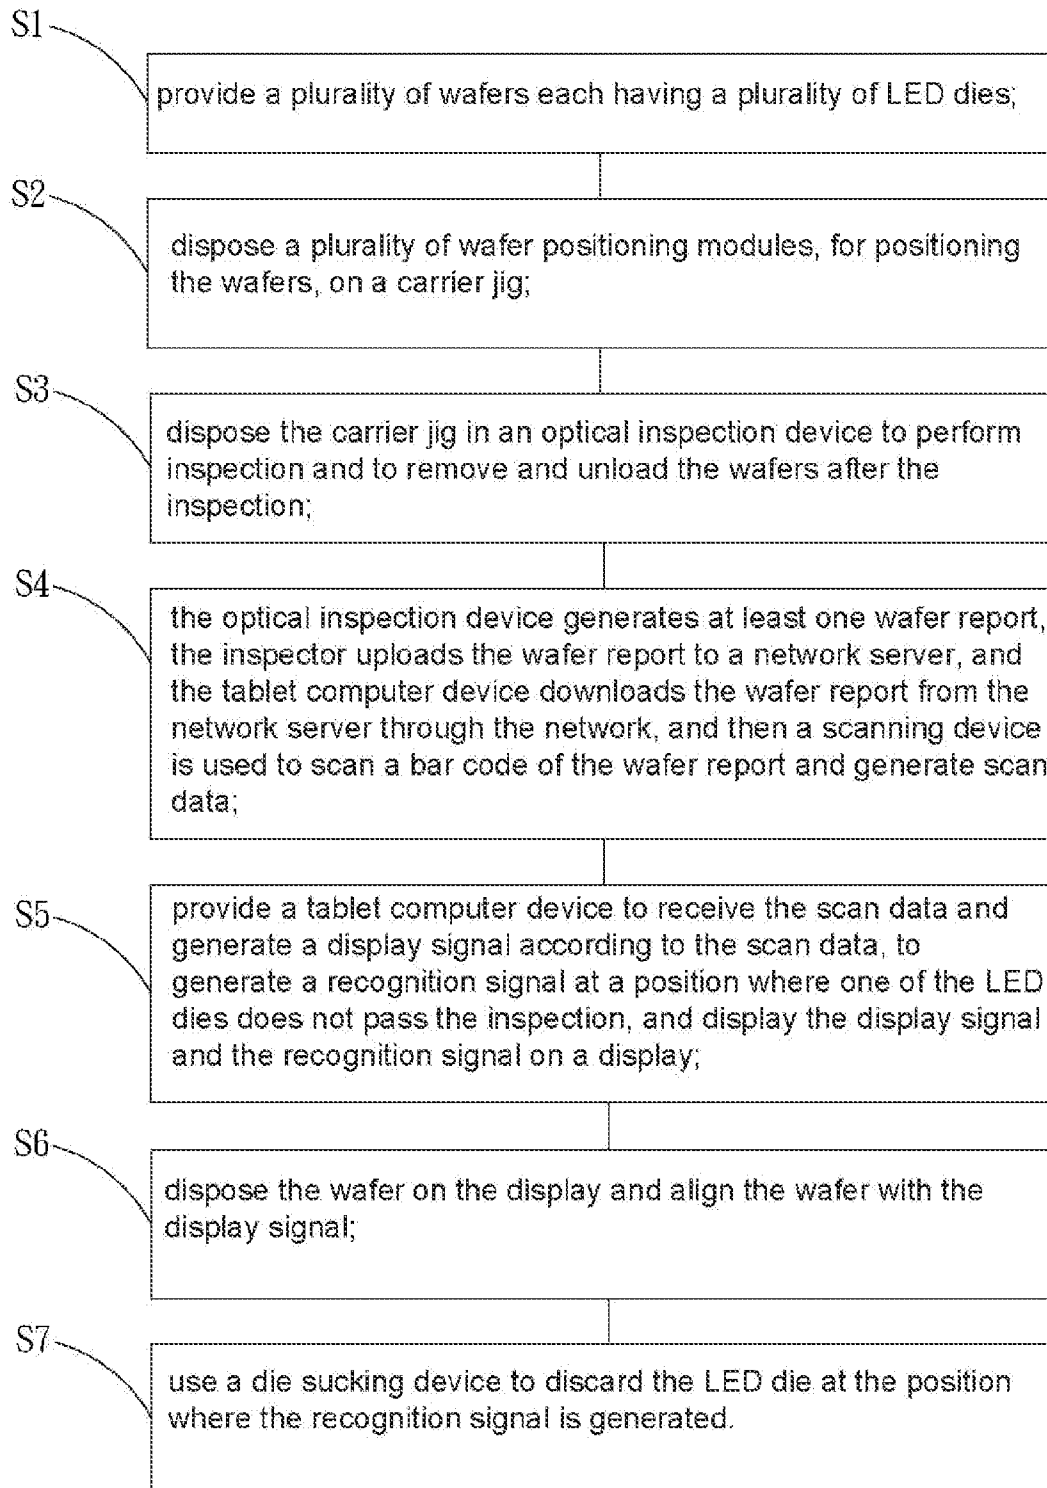 S1
provide a plurality of wafers each having a plurality of LED dies;
S2
dispose a plurality of wafer positioning modules, for positioning
the wafers, on a carrier jig;
S3
dispose the carrier jig in an optical inspection device to perform
inspection and to remove and unload the wafers after the
inspection;
S4
the optical inspection device generates at least one wafer report,
the inspector uploads the wafer report to a network server, and
the tablet computer device downloads the wafer report from the
network server through the network, and then a scanning device
is used to scan a bar code of the wafer report and generate scan
data;
S5
provide a tablet computer device to receive the scan data and
generate a display signal according to the scan data, to
generate a recognition signal at a position where one of the LED
dies does not pass the inspection, and display the display signal
and the recognition signal on a display;
S6
dispose the wafer on the display and align the wafer with the
display signal;
S7
use a die sucking device to discard the LED die at the position
where the recognition signal is generated.